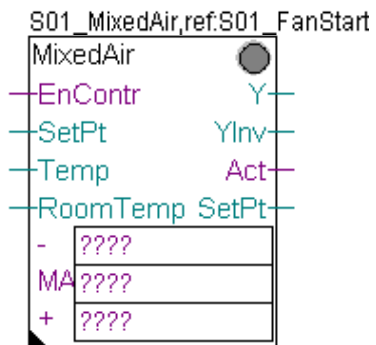 S01_MixedAir,ref:S01_FanStart
MixedAir
EnContr Y
SetPt YInv
Temp Act
RoomTemp SetPt
- ????
MA ????
+ ????